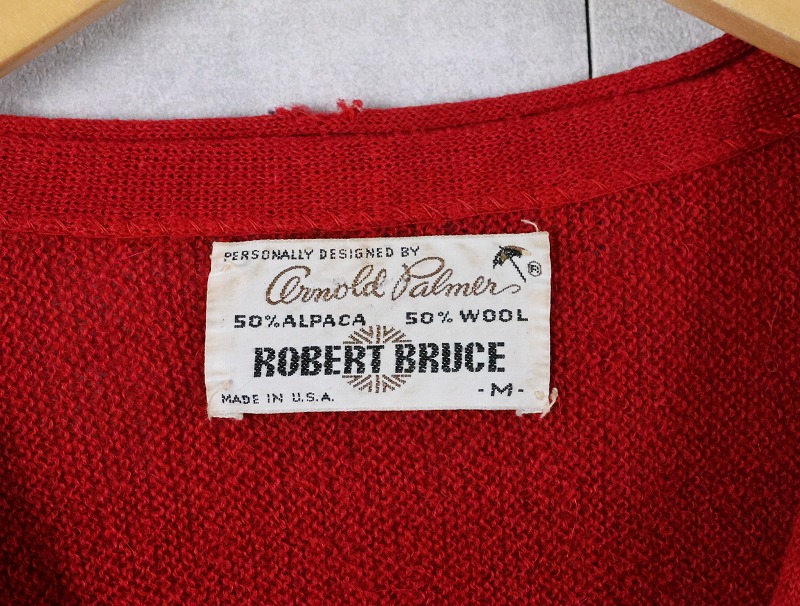 PERSONALLY DESIGNED BY
Arnold Palmer ®
50% ALPACA 50% WOOL
ROBERT BRUCE
MADE IN U.S.A. -M-